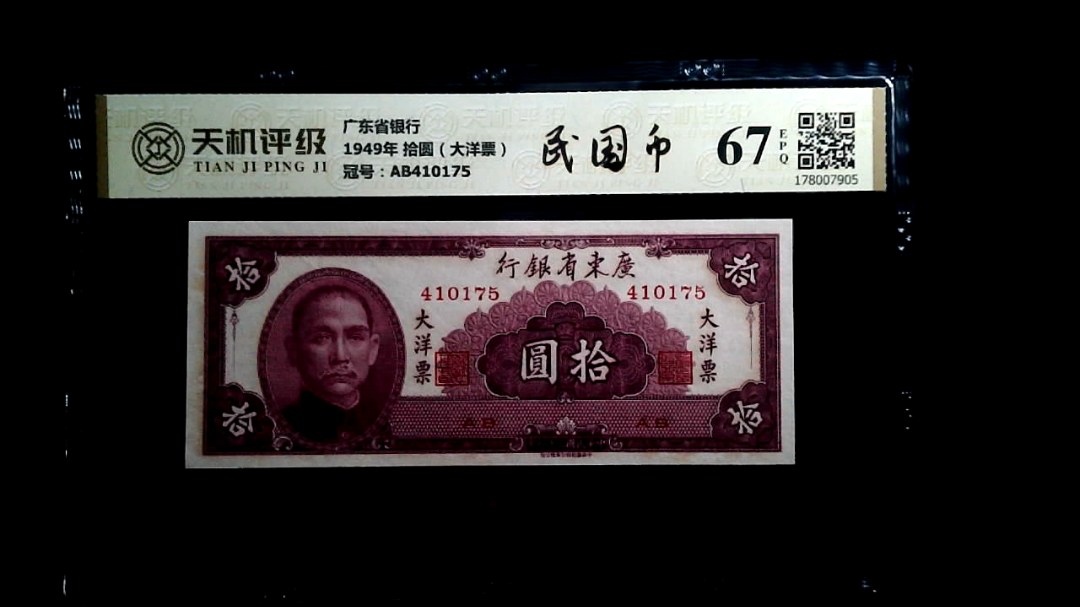 天机评级
TIAN JI PING JI
广东省银行
1949年 拾圆（大洋票）
冠号：AB410175
民国币
67
EPQ
178007905
行銀省東廣
410175 410175
大洋票
大洋票
圓拾
拾
拾
拾
拾
AB AB